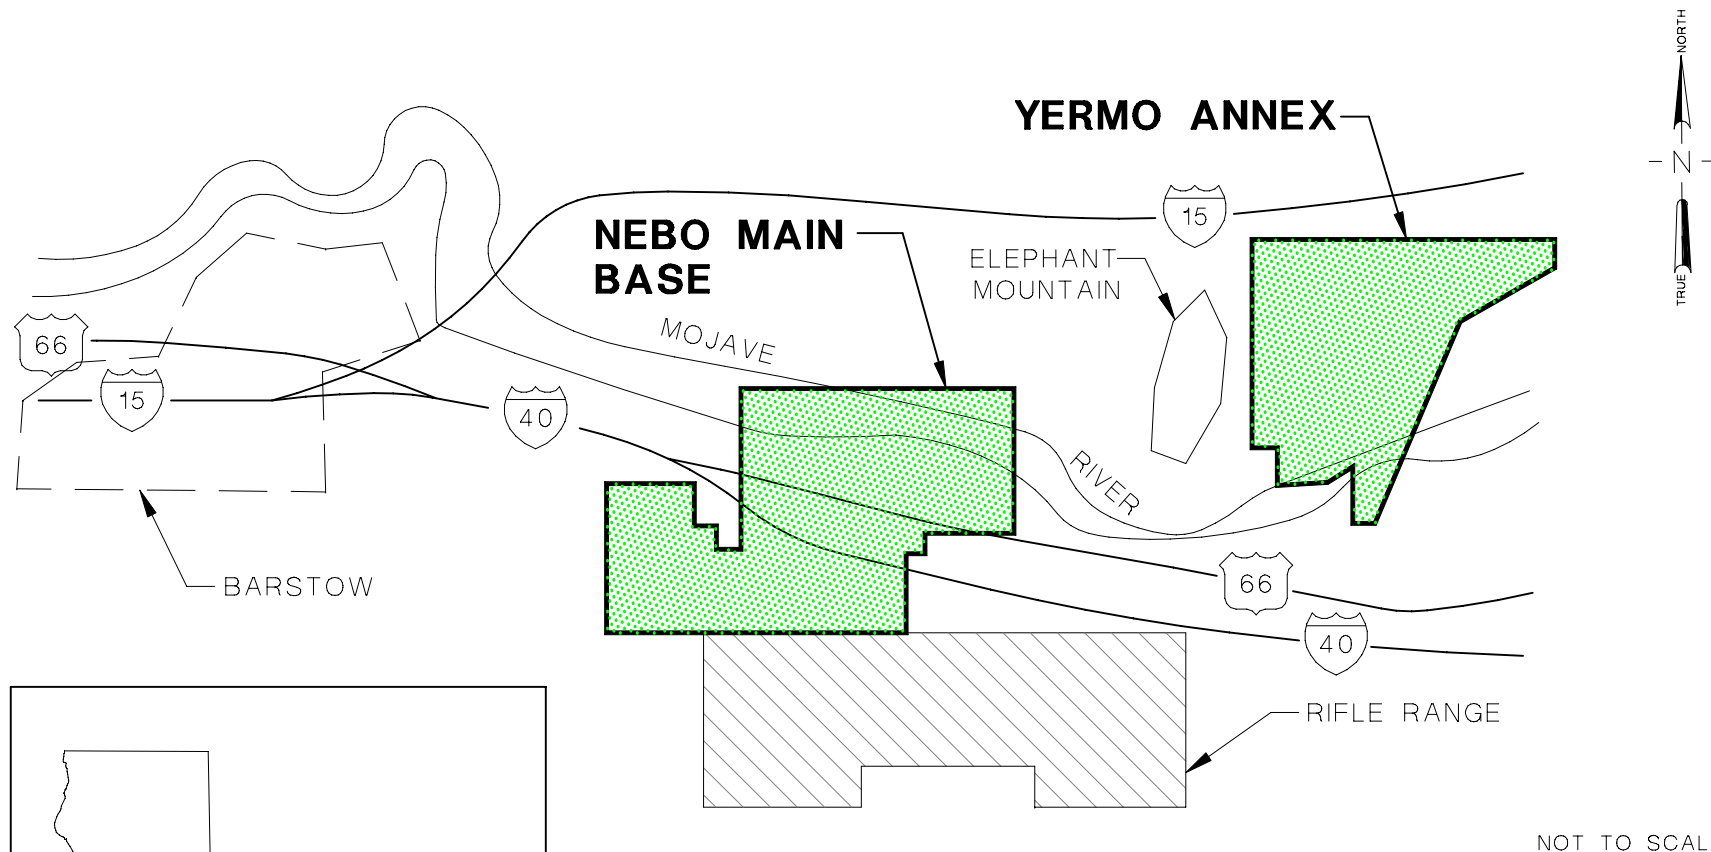 NORTH
N
TRUE
YERMO ANNEX
15
NEBO MAIN
BASE
ELEPHANT
MOUNTAIN
MOJAVE
66
15
40
RIVER
BARSTOW
66
40
RIFLE RANGE
NOT TO SCAL